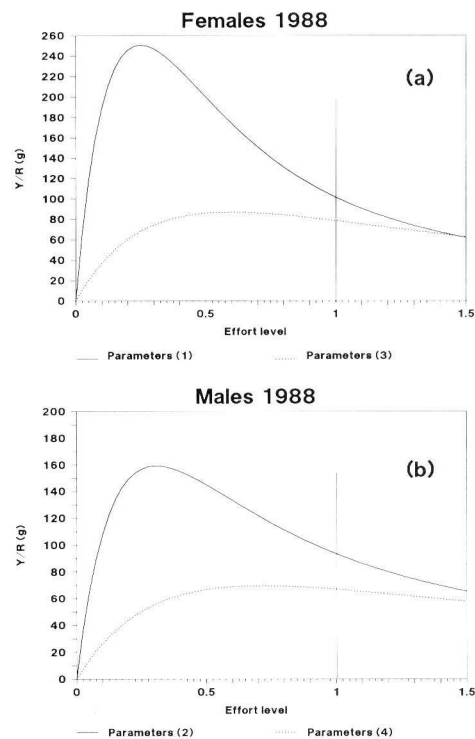 Females 1988
260
240
220
200
180
160
140
120
100
80
60
40
20
0
Y/R (g)
(a)
0 0.5 1 1.5
Effort level
Parameters (1) Parameters (3)
Males 1988
200
180
160
140
120
100
80
60
40
20
0
Y/R (g)
(b)
0 0.5 1 1.5
Effort level
Parameters (2) Parameters (4)